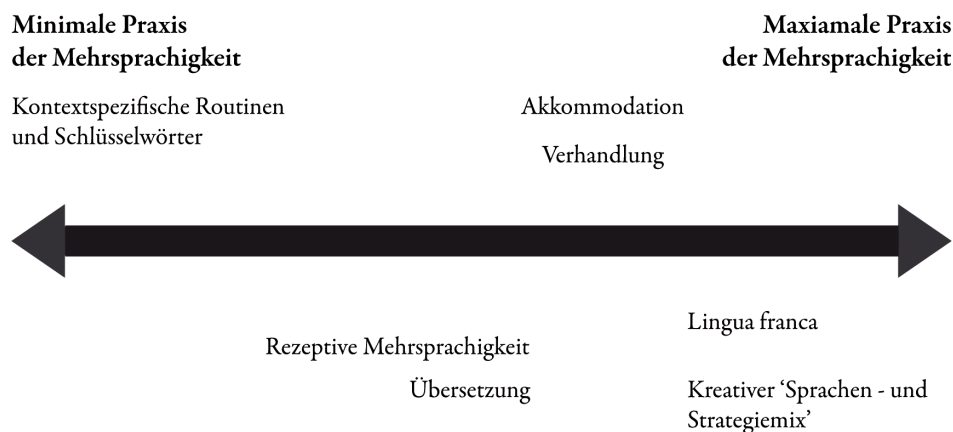 Minimale Praxis
der Mehrsprachigkeit
Maxiamale Praxis
der Mehrsprachigkeit
Kontextspezifische Routinen
und Schlüsselwörter
Akkommodation
Verhandlung
Rezeptive Mehrsprachigkeit
Übersetzung
Lingua franca
Kreativer ‘Sprachen - und
Strategiemix’